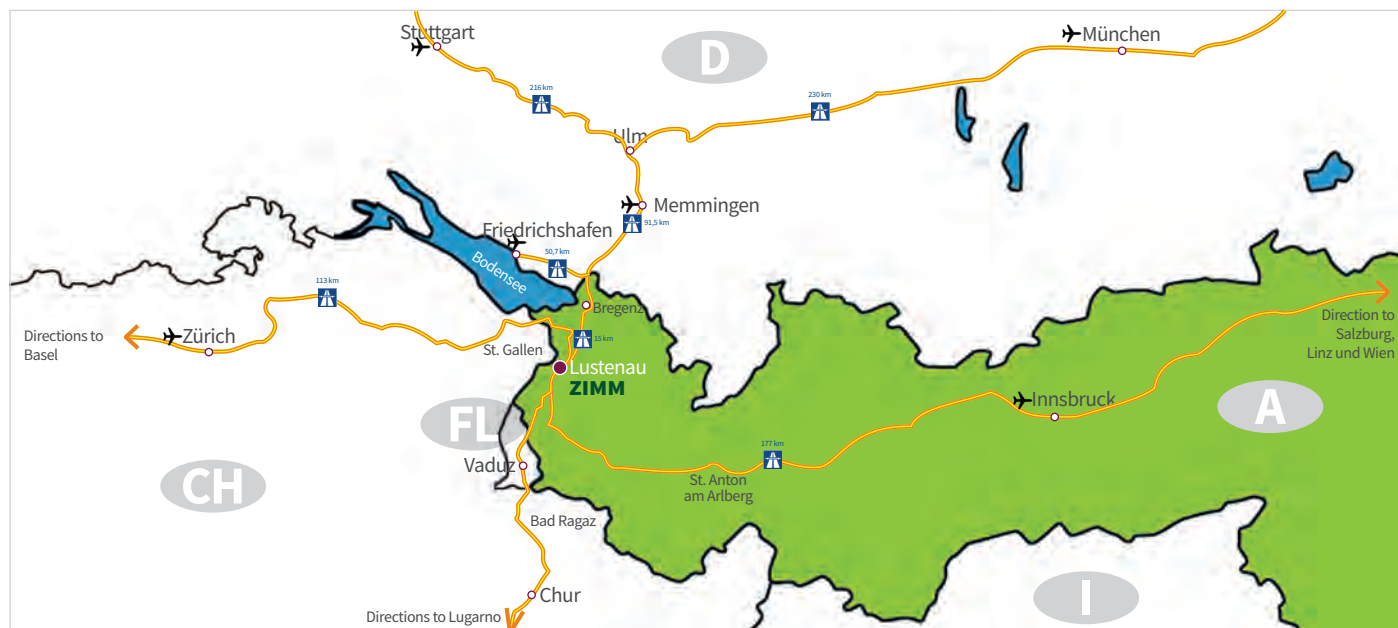 Stuttgart
D
München
216 km
230 km
Ulm
Memmingen
91,5 km
Friedrichshafen
50,7 km
Bodensee
113 km
Bregenz
Directions to
Basel
Zürich
St. Gallen
15 km
Direction to
Salzburg,
Linz und Wien
Lustenau
ZIMM
Innsbruck
A
FL
177 km
Vaduz
St. Anton
am Arlberg
CH
Bad Ragaz
Chur
I
Directions to Lugarno